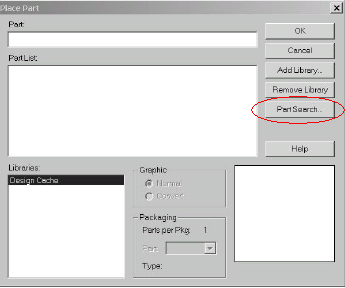 Place Part
Part:
OK
Cancel
Part List:
Add Library...
Remove Library
Part Search...
Help
Libraries:
Design Cache
Graphic
Normal
Convert
Packaging
Parts per Pkg: 1
Part:
Type: